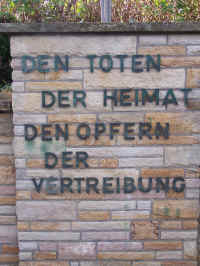 DEN TOTEN
DER HEIMAT
DEN OPFERN
DER
VERTREIBUNG